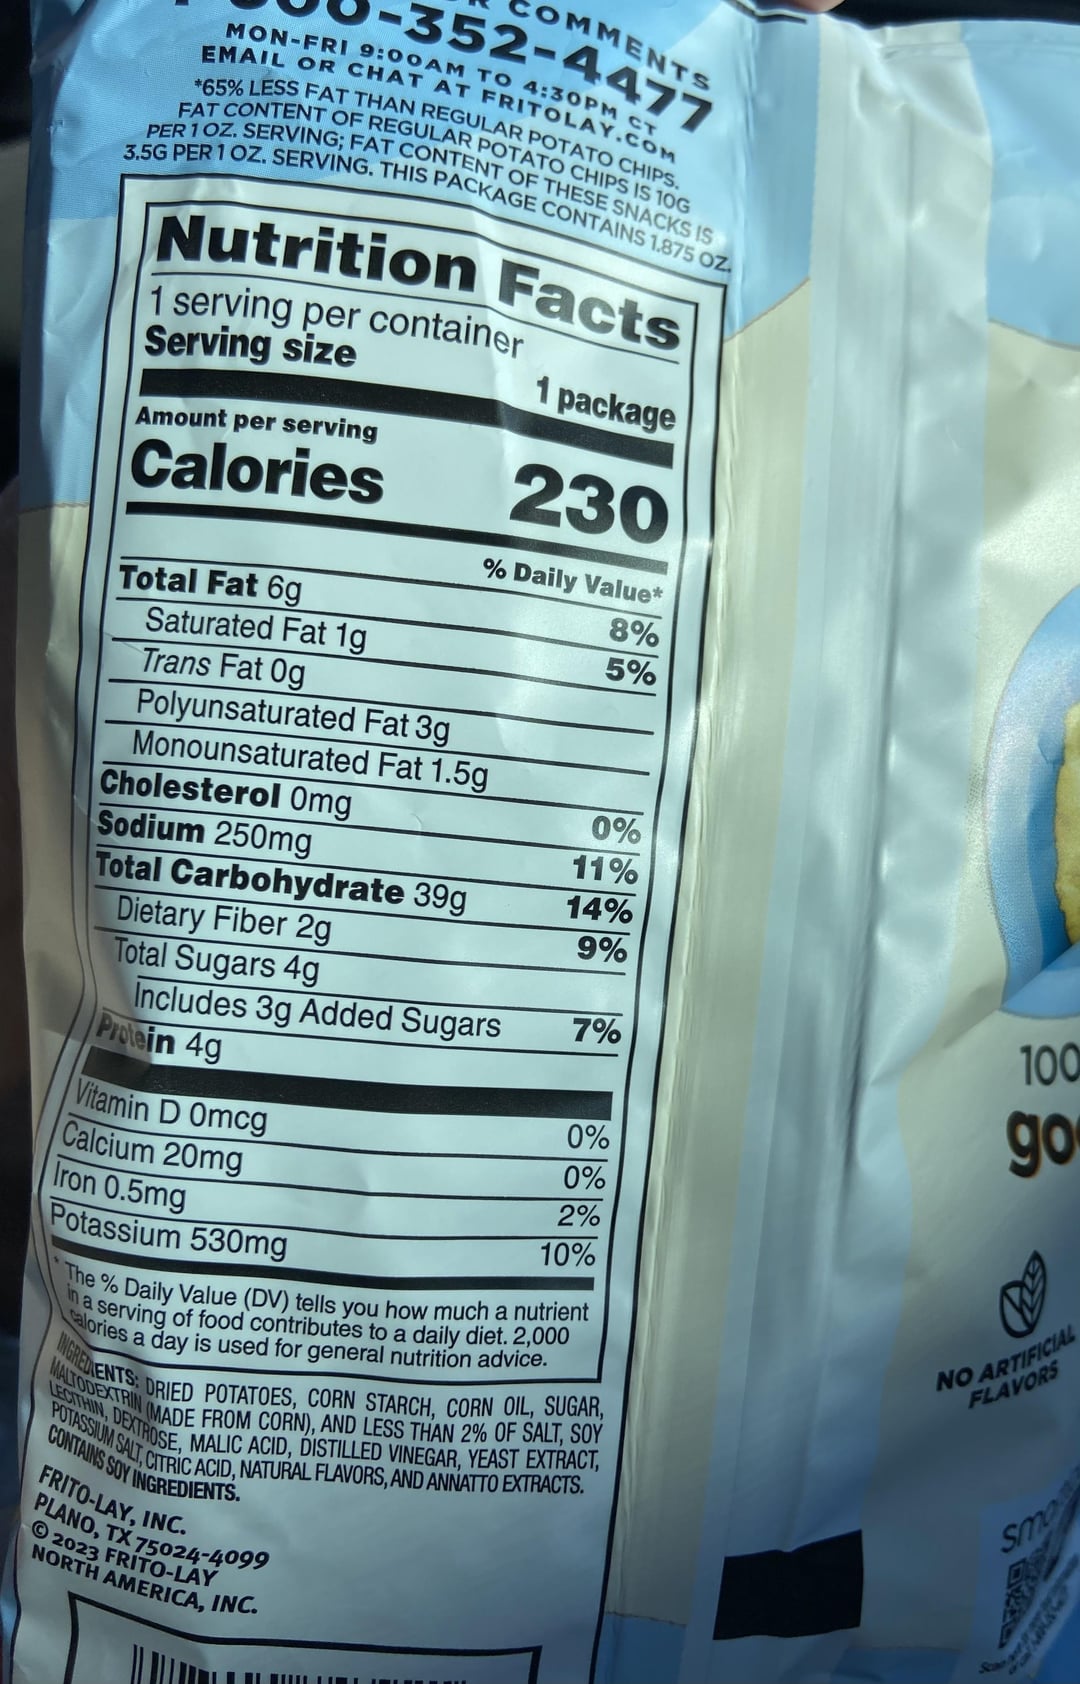 COMMENTS
00-352-4477
MON-FRI 9:00AM TO 4:30PM CT
EMAIL OR CHAT AT FRITOLAY.COM
*65% LESS FAT THAN REGULAR POTATO CHIPS.
FAT CONTENT OF REGULAR POTATO CHIPS IS 10G
PER 1 OZ. SERVING; FAT CONTENT OF THESE SNACKS IS
3.5G PER 1 OZ. SERVING. THIS PACKAGE CONTAINS 1.875 OZ.
Nutrition Facts
1 serving per container
Serving size 1 package
Amount per serving
Calories 230
% Daily Value*
Total Fat 6g 8%
Saturated Fat 1g 5%
Trans Fat 0g
Polyunsaturated Fat 3g
Monounsaturated Fat 1.5g
Cholesterol 0mg 0%
Sodium 250mg 11%
Total Carbohydrate 39g 14%
Dietary Fiber 2g 9%
Total Sugars 4g
Includes 3g Added Sugars 7%
Protein 4g
Vitamin D 0mcg 0%
Calcium 20mg 0%
Iron 0.5mg 2%
Potassium 530mg 10%
* The % Daily Value (DV) tells you how much a nutrient
in a serving of food contributes to a daily diet. 2,000
calories a day is used for general nutrition advice.
INGREDIENTS: DRIED POTATOES, CORN STARCH, CORN OIL, SUGAR,
MALTODEXTRIN (MADE FROM CORN), AND LESS THAN 2% OF SALT, SOY
LECITHIN, DEXTROSE, MALIC ACID, DISTILLED VINEGAR, YEAST EXTRACT,
POTASSIUM SALT, CITRIC ACID, NATURAL FLAVORS, AND ANNATTO EXTRACTS.
CONTAINS SOY INGREDIENTS.
FRITO-LAY, INC.
PLANO, TX 75024-4099
© 2023 FRITO-LAY
NORTH AMERICA, INC.
100
go
NO ARTIFICIAL
FLAVORS